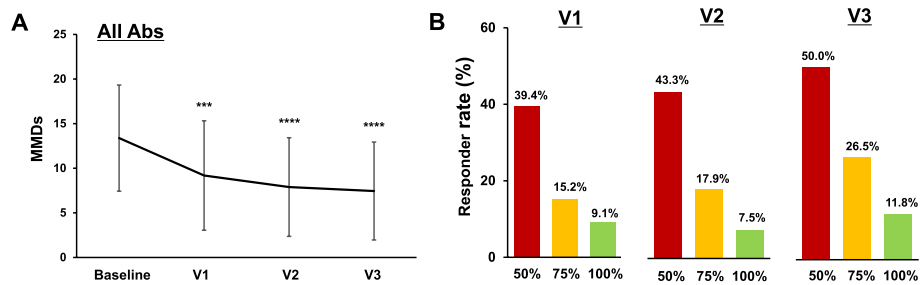 A
All Abs
MMDs
25
20
15
10
5
0
***
****
****
Baseline V1 V2 V3
B
Responder rate (%)
60
40
20
0
V1
39.4%
15.2%
9.1%
50% 75% 100%
V2
43.3%
17.9%
7.5%
50% 75% 100%
V3
50.0%
26.5%
11.8%
50% 75% 100%